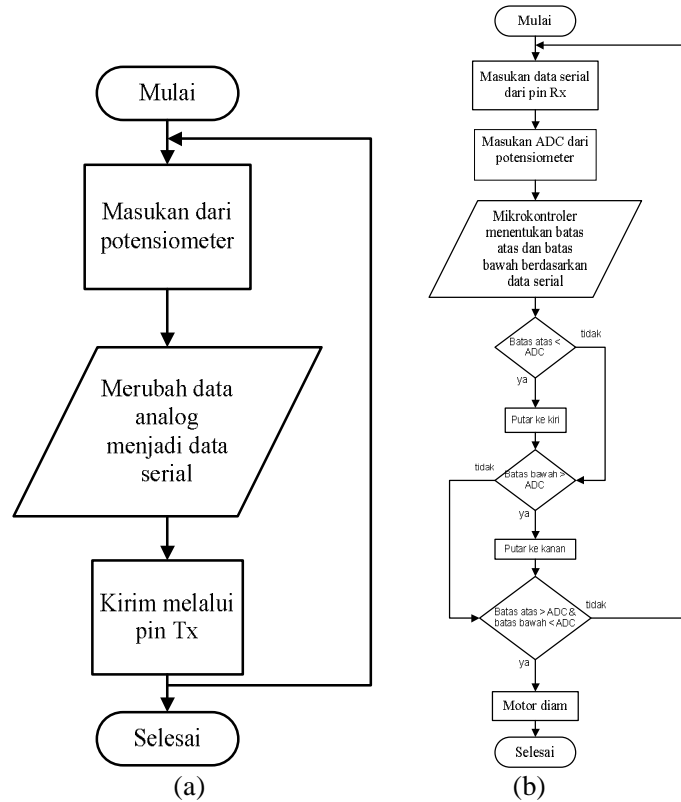 Mulai
Masukan dari
potensiometer
Merubah data
analog
menjadi data
serial
Kirim melalui
pin Tx
Selesai
(a)
Mulai
Masukan data serial
dari pin Rx
Masukan ADC dari
potensiometer
Mikrokontroler
menentukan batas
atas dan batas
bawah berdasarkan
data serial
Batas atas <
ADC
tidak
ya
Putar ke kiri
Batas bawah >
ADC
tidak
ya
Putar ke kanan
Batas atas > ADC &
batas bawah < ADC
tidak
ya
Motor diam
Selesai
(b)